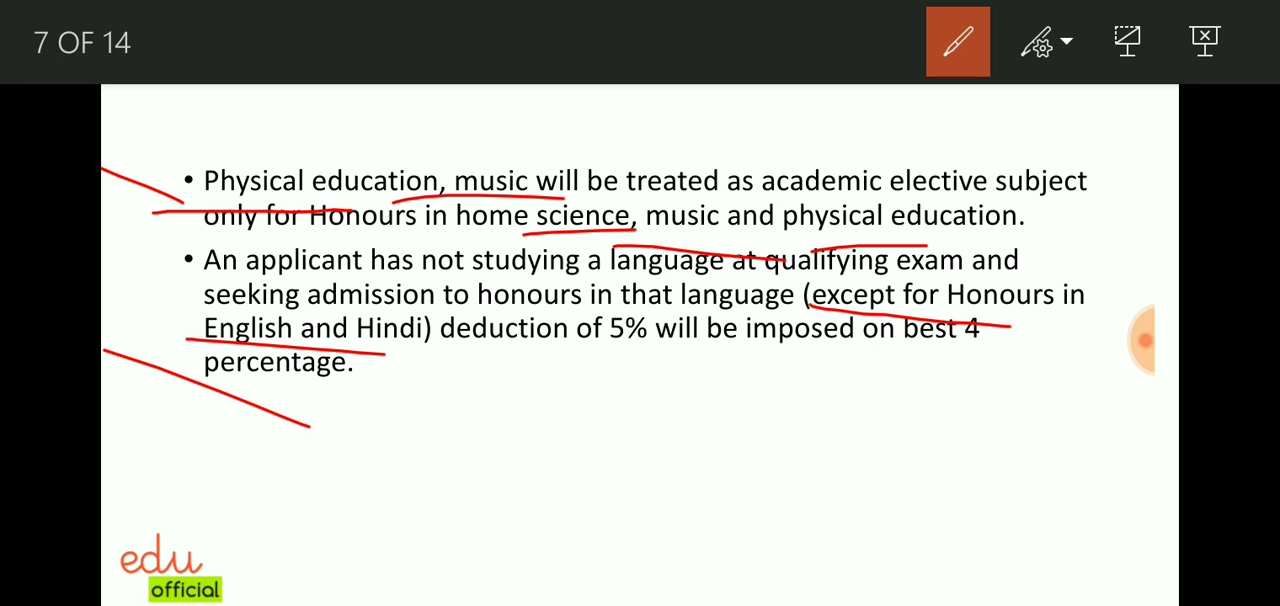 7 OF 14
• Physical education, music will be treated as academic elective subject
only for Honours in home science, music and physical education.
• An applicant has not studying a language at qualifying exam and
seeking admission to honours in that language (except for Honours in
English and Hindi) deduction of 5% will be imposed on best 4
percentage.
edu
official